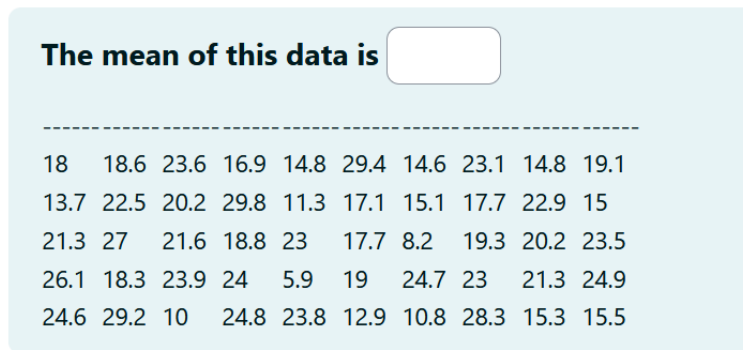 The mean of this data is
--------------------------------------------------
18 18.6 23.6 16.9 14.8 29.4 14.6 23.1 14.8 19.1
13.7 22.5 20.2 29.8 11.3 17.1 15.1 17.7 22.9 15
21.3 27 21.6 18.8 23 17.7 8.2 19.3 20.2 23.5
26.1 18.3 23.9 24 5.9 19 24.7 23 21.3 24.9
24.6 29.2 10 24.8 23.8 12.9 10.8 28.3 15.3 15.5